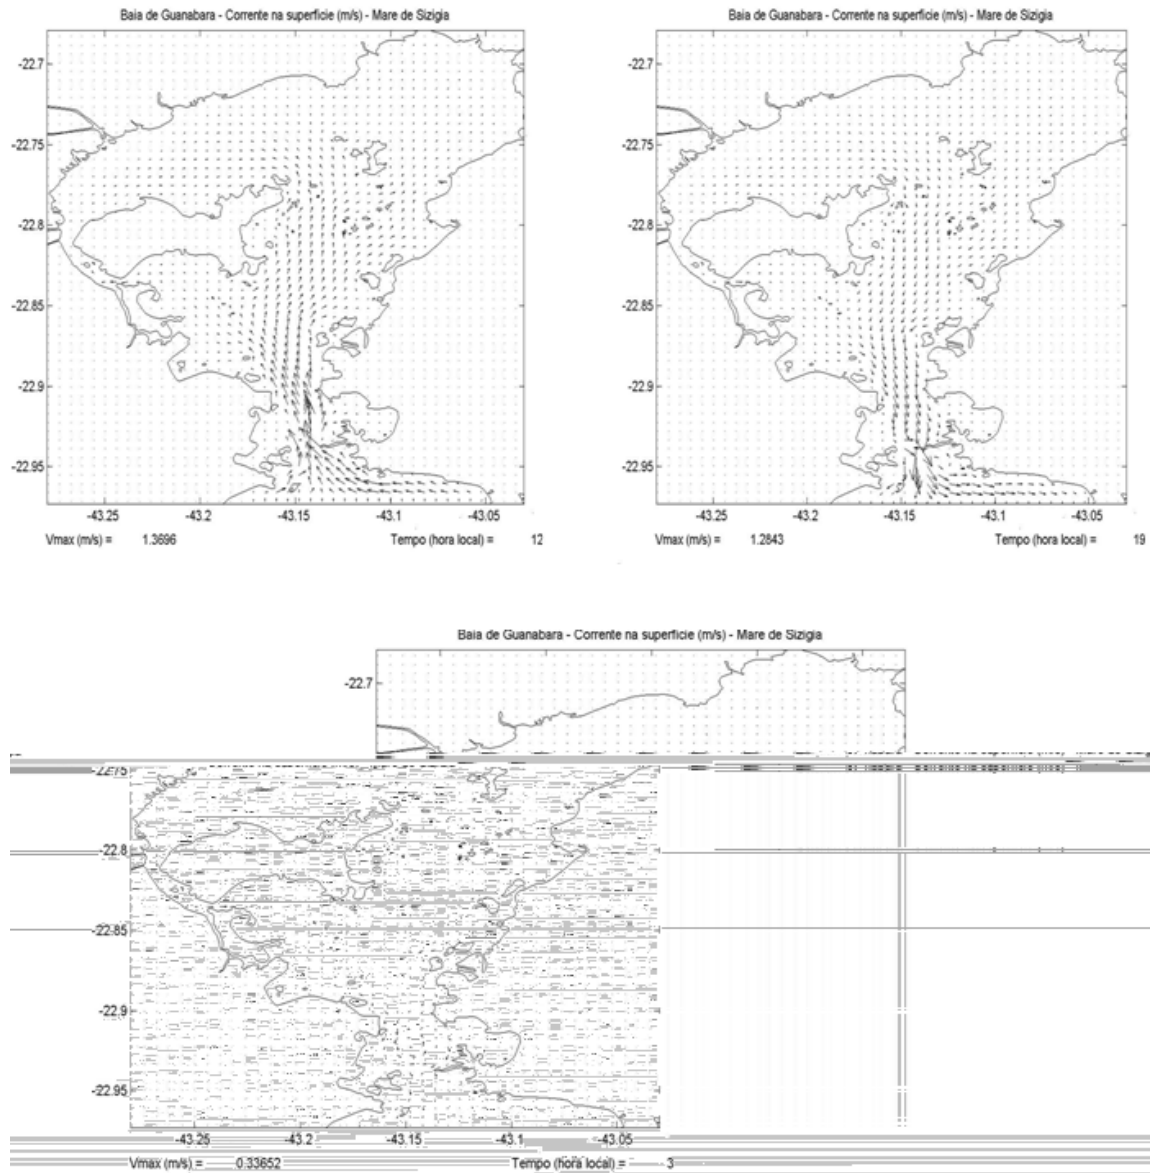 Baia de Guanabara - Corrente na superficie (m/s) - Mare de Sizigia
-22.7
-22.75
-22.8
-22.85
-22.9
-22.95
-43.25 -43.2 -43.15 -43.1 -43.05
Vmax (m/s) = 1.3696 Tempo (hora local) = 12
Baia de Guanabara - Corrente na superficie (m/s) - Mare de Sizigia
-22.7
-22.75
-22.8
-22.85
-22.9
-22.95
-43.25 -43.2 -43.15 -43.1 -43.05
Vmax (m/s) = 1.2843 Tempo (hora local) = 19
Baia de Guanabara - Corrente na superficie (m/s) - Mare de Sizigia
-22.7
-22.75
-22.8
-22.85
-22.9
-22.95
-43.25 -43.2 -43.15 -43.1 -43.05
Vmax (m/s) = 0.33652 Tempo (hora local) = 3